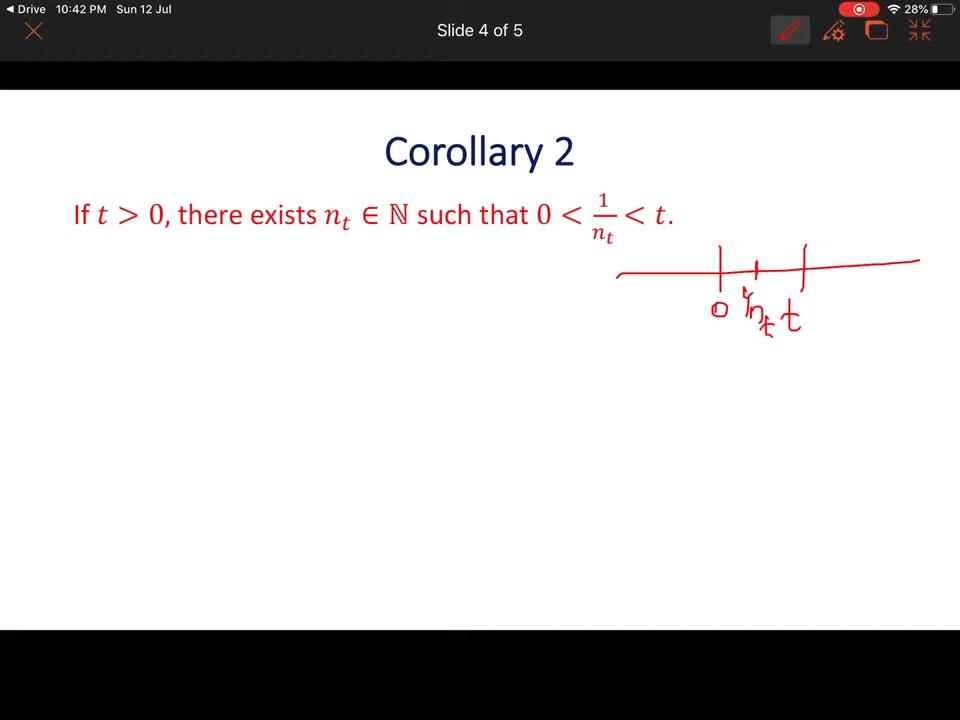 ◀ Drive 10:42 PM Sun 12 Jul 28%
Slide 4 of 5
Corollary 2
If t > 0, there exists n_t ∈ ℕ such that 0 < 1/n_t < t.
0 1/n_t t